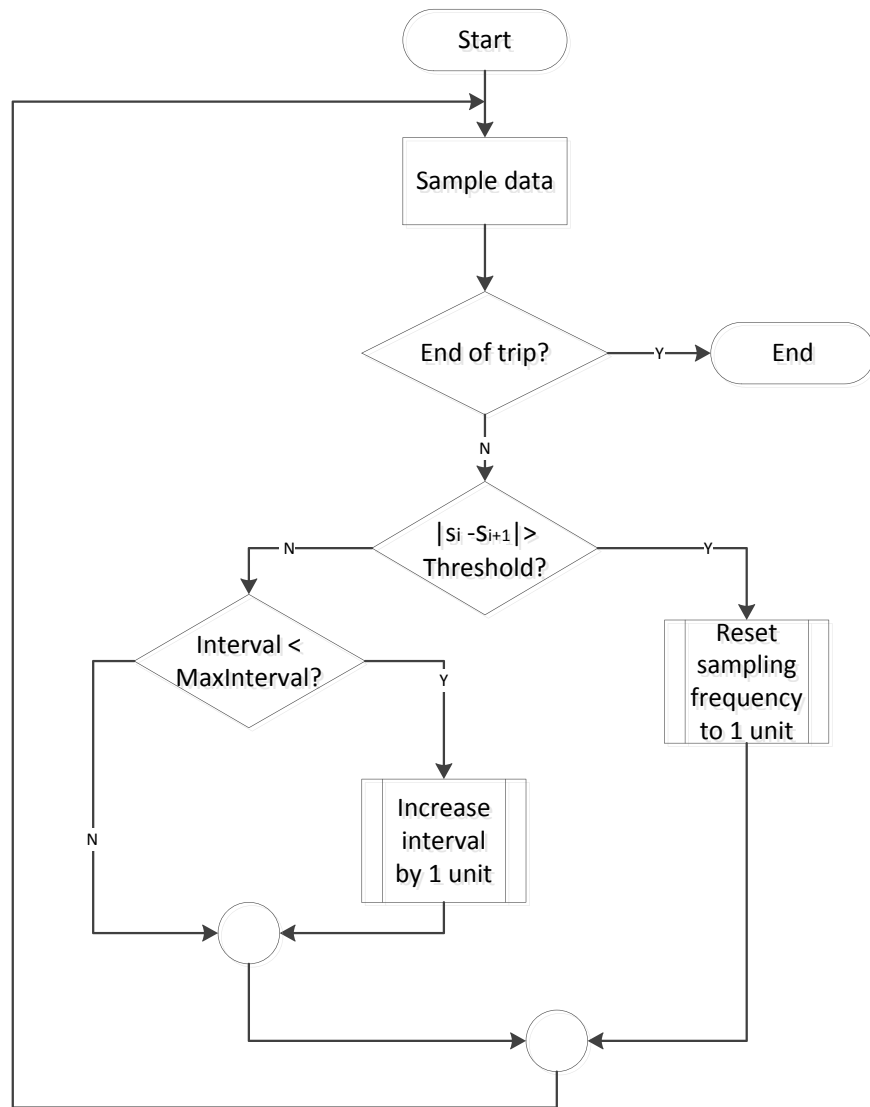 Start
Sample data
End of trip?
Y
End
N
|si -si+1|>
Threshold?
N
Y
Interval <
MaxInterval?
Reset
sampling
frequency
to 1 unit
Y
N
Increase
interval
by 1 unit